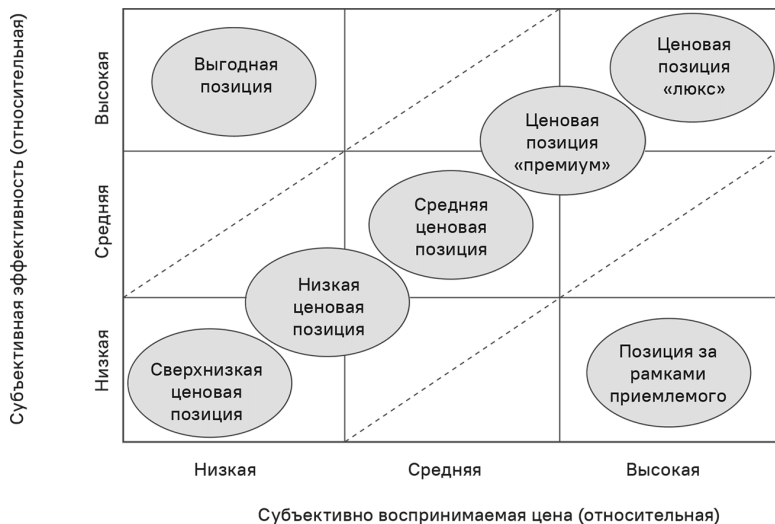 Субъективная эффективность (относительная)
Высокая
Средняя
Низкая
Выгодная
позиция
Ценовая
позиция
«люкс»
Ценовая
позиция
«премиум»
Средняя
ценовая
позиция
Низкая
ценовая
позиция
Сверхнизкая
ценовая
позиция
Позиция за
рамками
приемлемого
Низкая
Средняя
Высокая
Субъективно воспринимаемая цена (относительная)